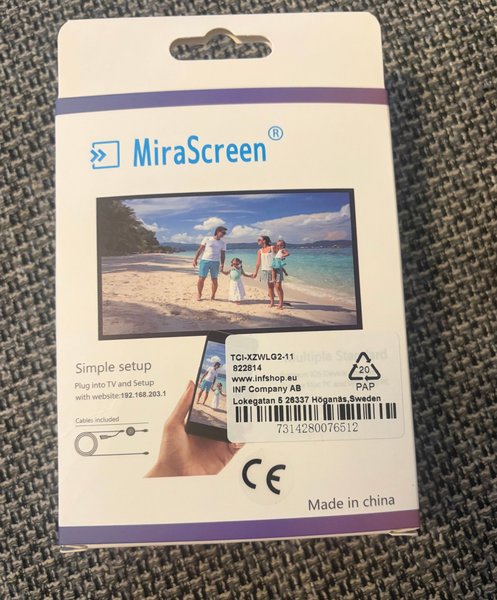 MiraScreen®
Simple setup
Plug into TV and Setup
with website:192.168.203.1
Cables included
TCI-XZWLG2-11
822814
www.infshop.eu
INF Company AB
Lokegatan 5 26337 Höganäs,Sweden
7314280076512
20
PAP
CE
Made in china